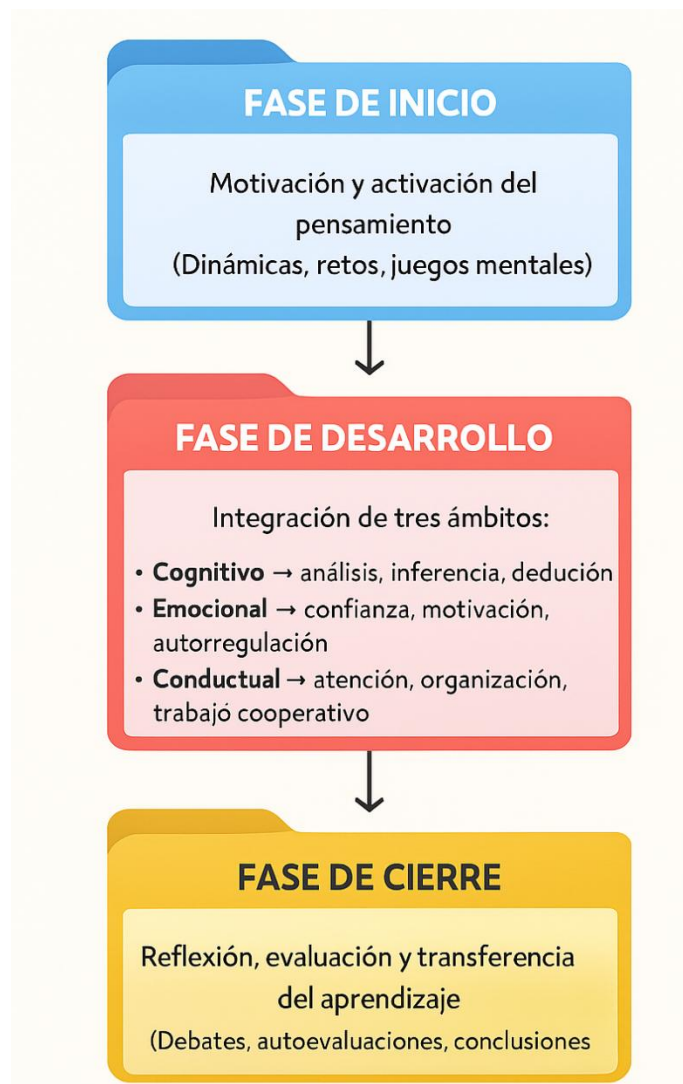 FASE DE INICIO
Motivación y activación del
pensamiento
(Dinámicas, retos, juegos mentales)
FASE DE DESARROLLO
Integración de tres ámbitos:
• Cognitivo → análisis, inferencia, dedución
• Emocional → confianza, motivación,
autorregulación
• Conductual → atención, organización,
trabajó cooperativo
FASE DE CIERRE
Reflexión, evaluación y transferencia
del aprendizaje
(Debates, autoevaluaciones, conclusiones